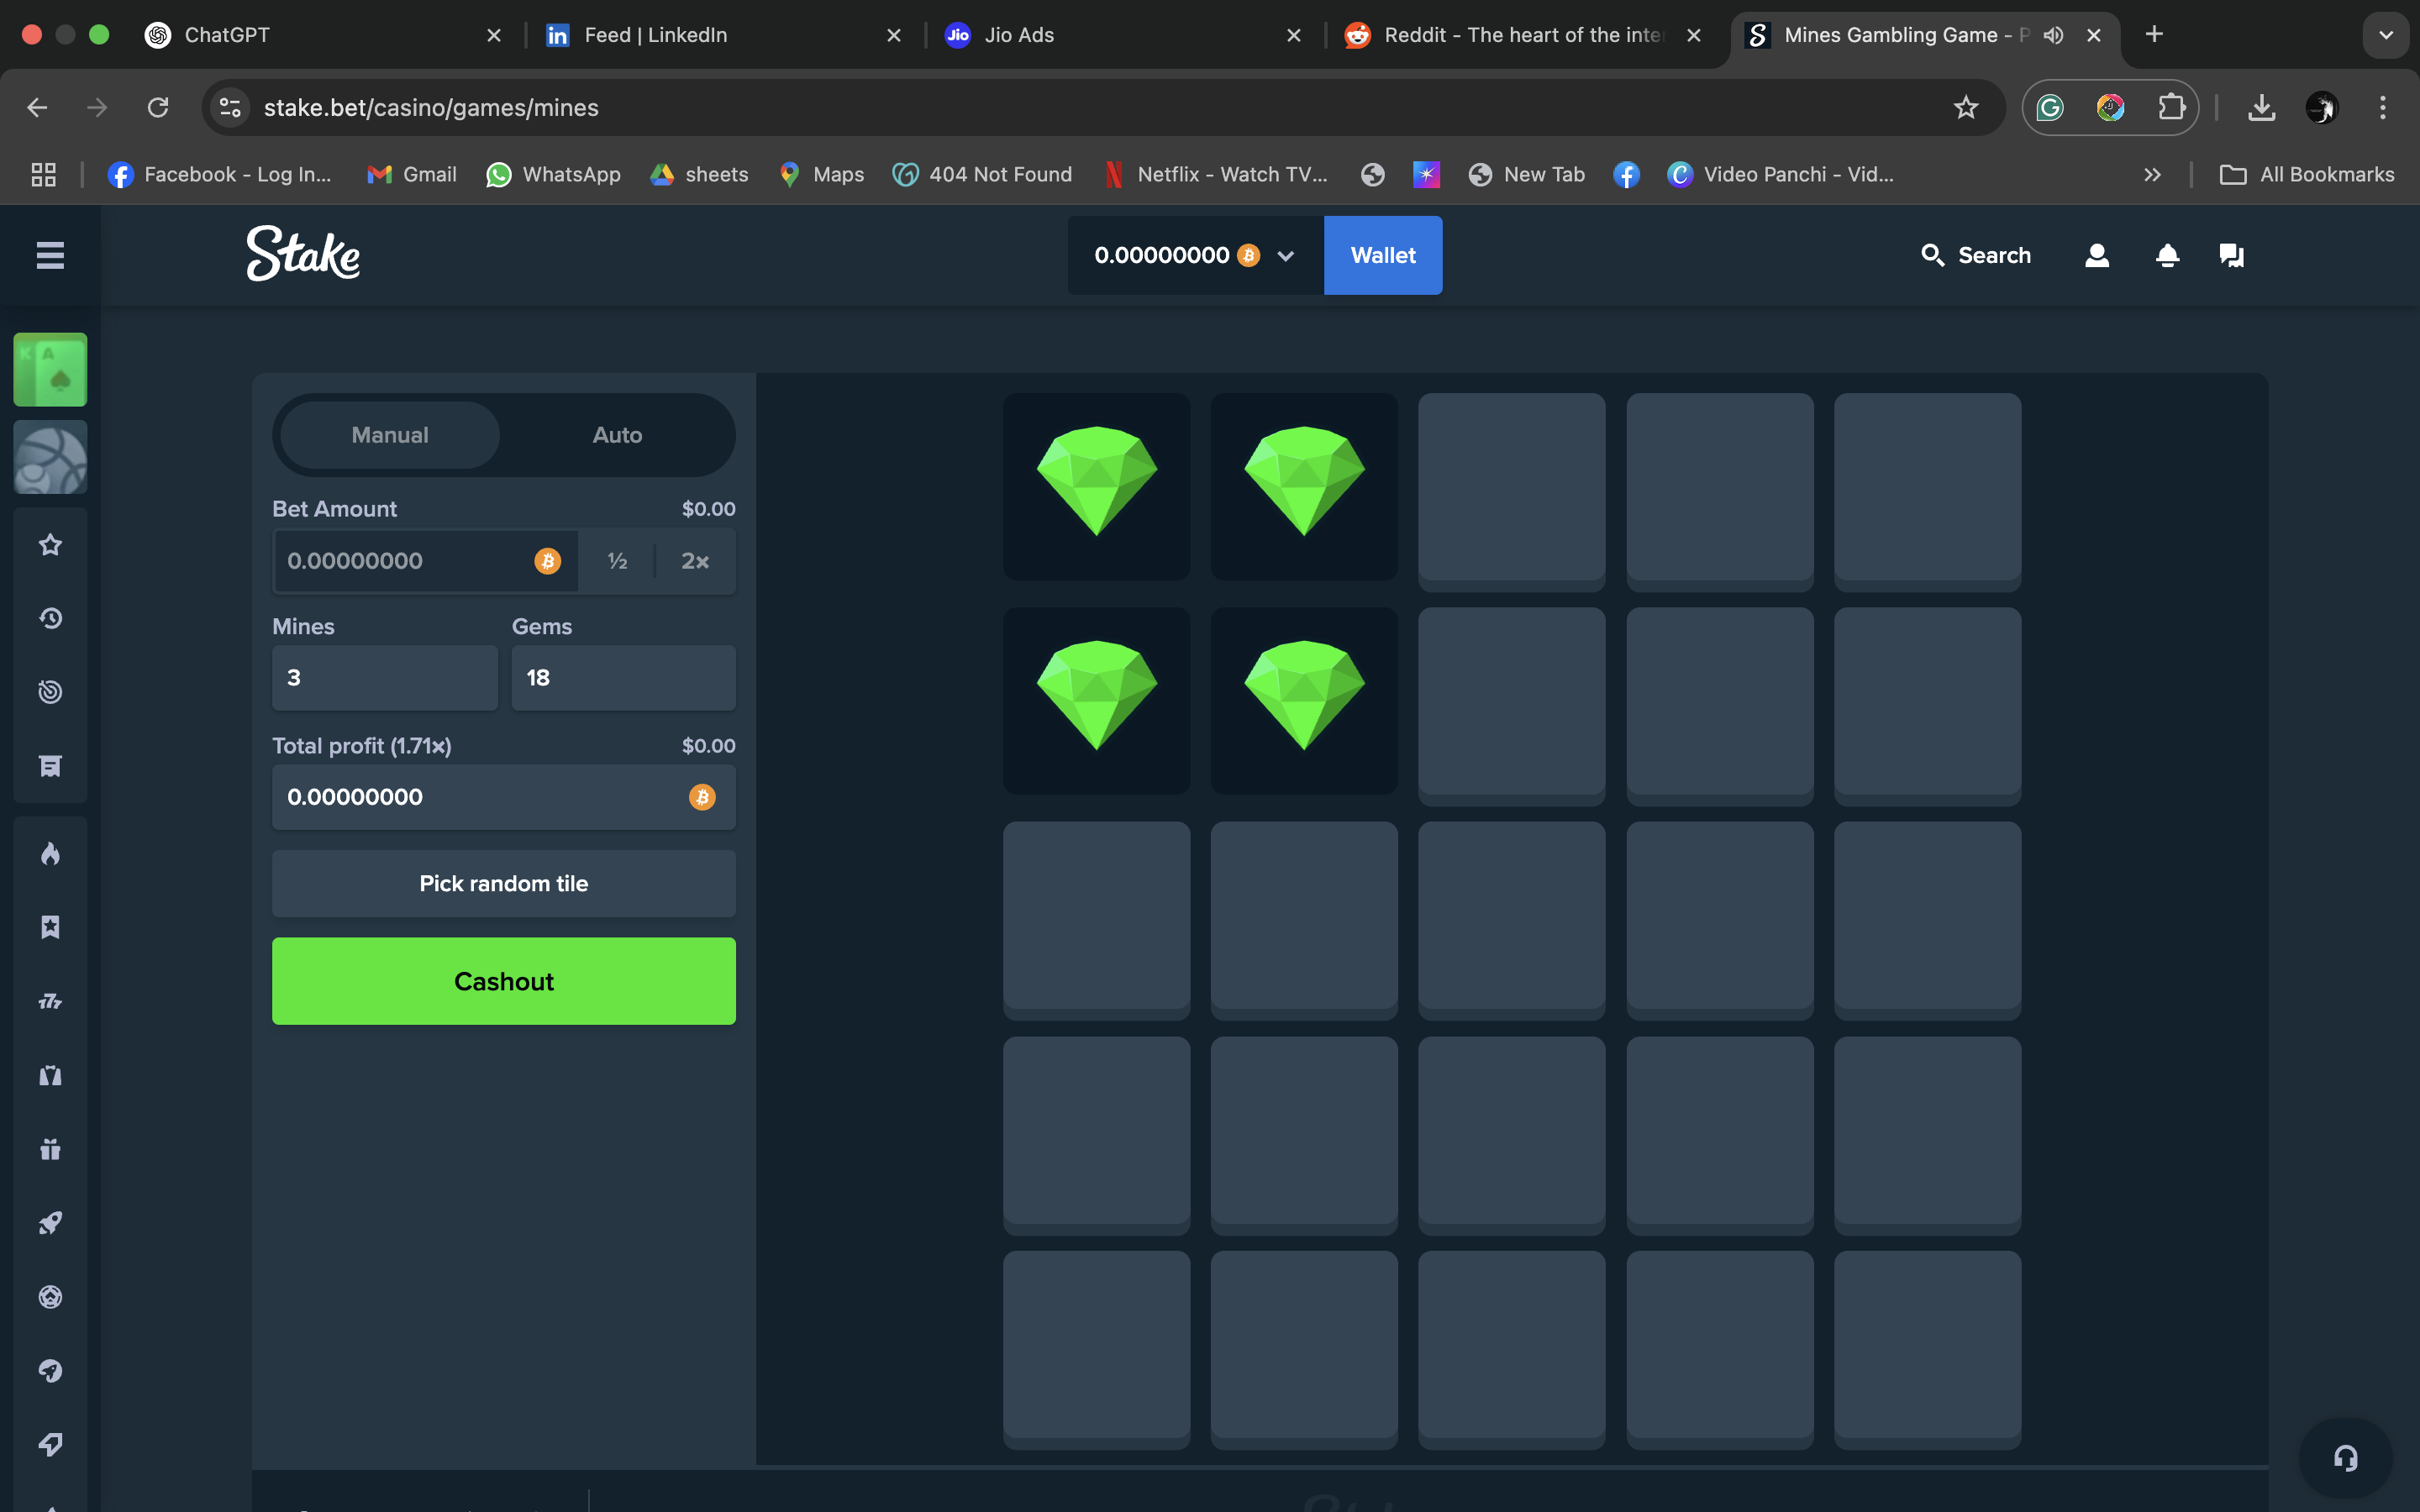 ChatGPT
Feed | LinkedIn
Jio Jio Ads
Reddit - The heart of the inte
Mines Gambling Game - P
stake.bet/casino/games/mines
Facebook - Log In...
Gmail
WhatsApp
sheets
Maps
404 Not Found
Netflix - Watch TV...
New Tab
Video Panchi - Vid...
All Bookmarks
Stake
0.00000000
Wallet
Search
K A
Manual Auto
Bet Amount $0.00
0.00000000 ½ 2×
Mines Gems
3 18
Total profit (1.71×) $0.00
0.00000000
Pick random tile
Cashout